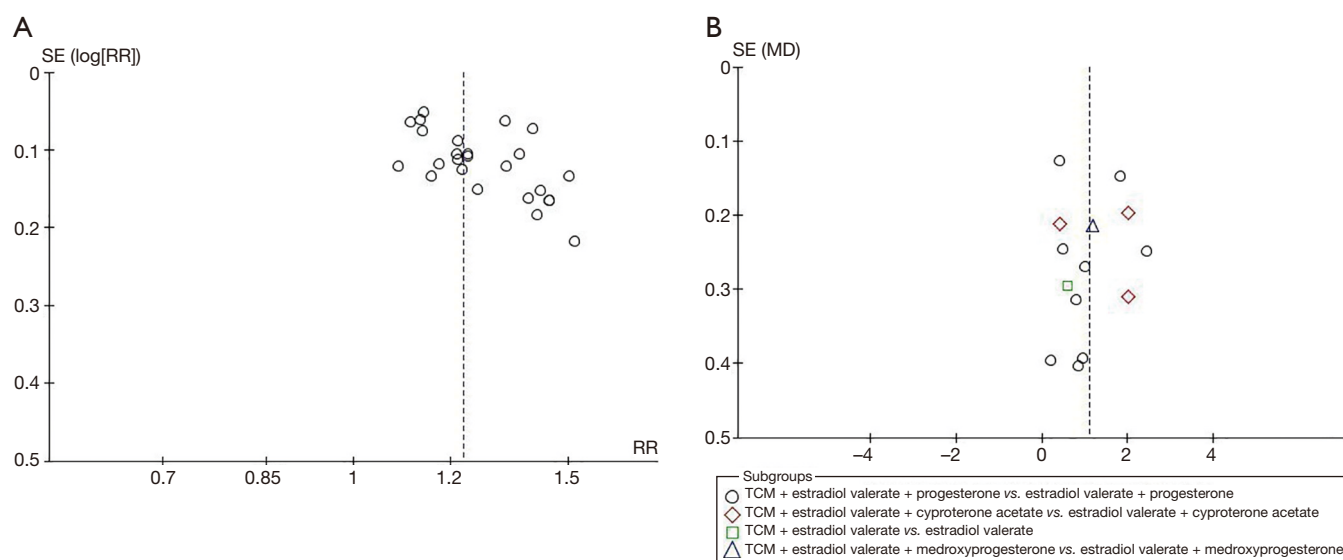 A
SE (log[RR])
0
0.1
0.2
0.3
0.4
0.5
RR
0.7
0.85
1
1.2
1.5
B
SE (MD)
0
0.1
0.2
0.3
0.4
0.5
−4
−2
0
2
4
Subgroups
TCM + estradiol valerate + progesterone vs. estradiol valerate + progesterone
TCM + estradiol valerate + cyproterone acetate vs. estradiol valerate + cyproterone acetate
TCM + estradiol valerate vs. estradiol valerate
TCM + estradiol valerate + medroxyprogesterone vs. estradiol valerate + medroxyprogesterone